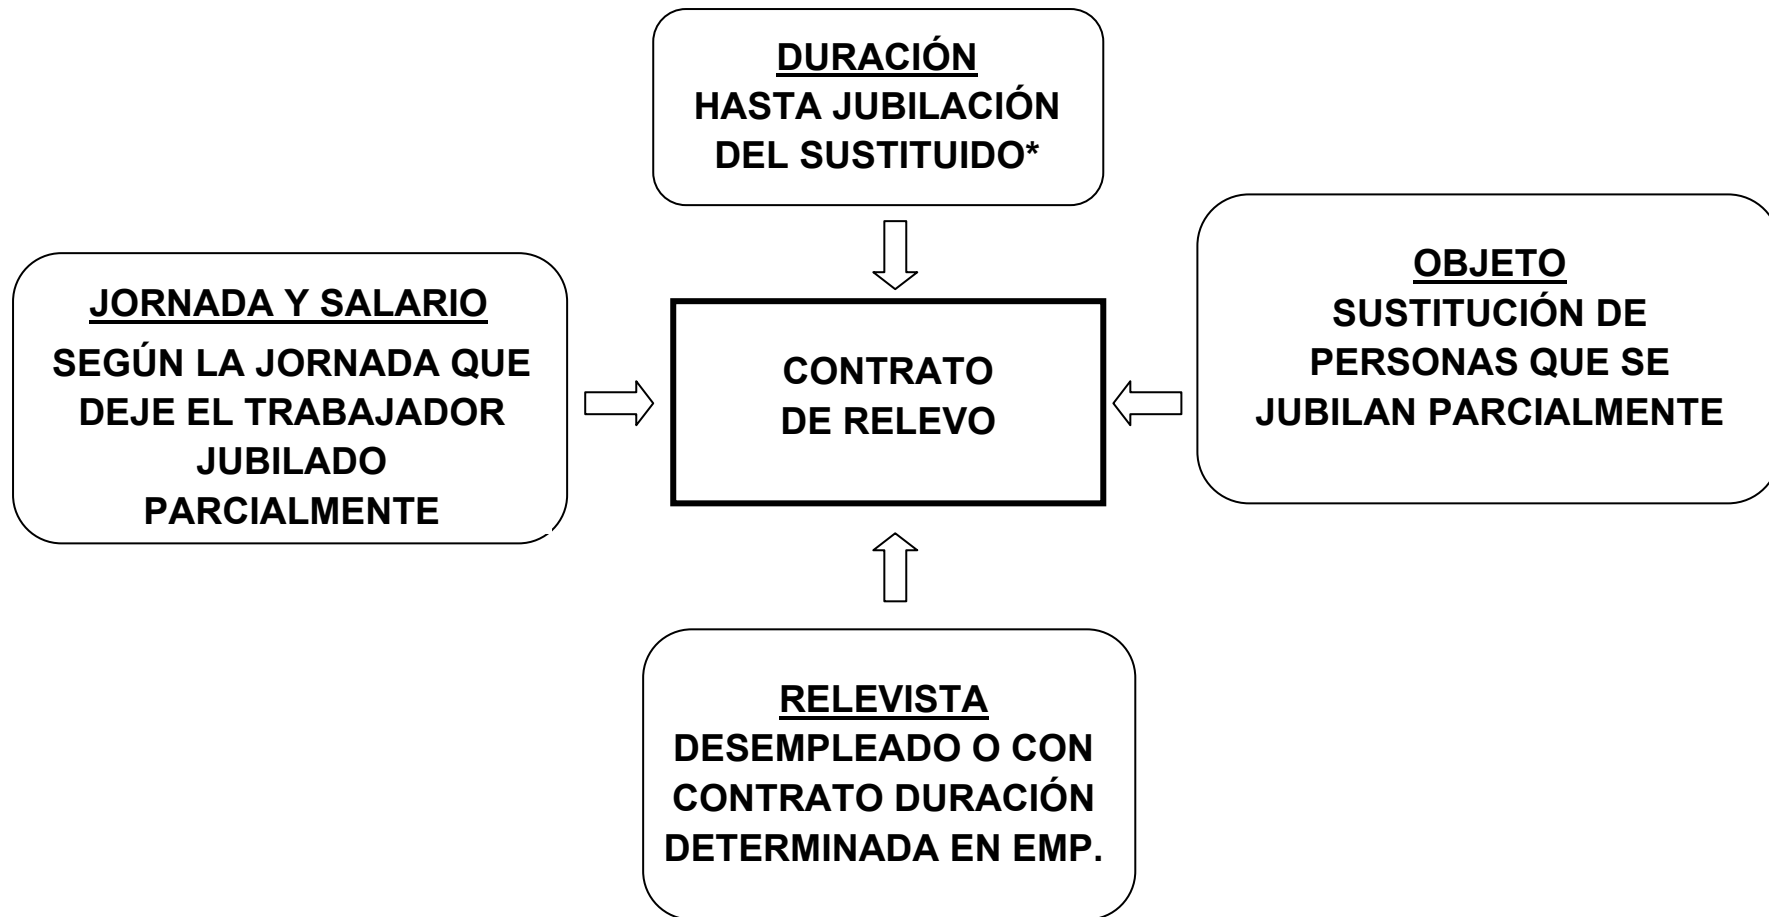 DURACIÓN
HASTA JUBILACIÓN
DEL SUSTITUIDO*
JORNADA Y SALARIO
SEGÚN LA JORNADA QUE
DEJE EL TRABAJADOR
JUBILADO
PARCIALMENTE
CONTRATO
DE RELEVO
OBJETO
SUSTITUCIÓN DE
PERSONAS QUE SE
JUBILAN PARCIALMENTE
RELEVISTA
DESEMPLEADO O CON
CONTRATO DURACIÓN
DETERMINADA EN EMP.